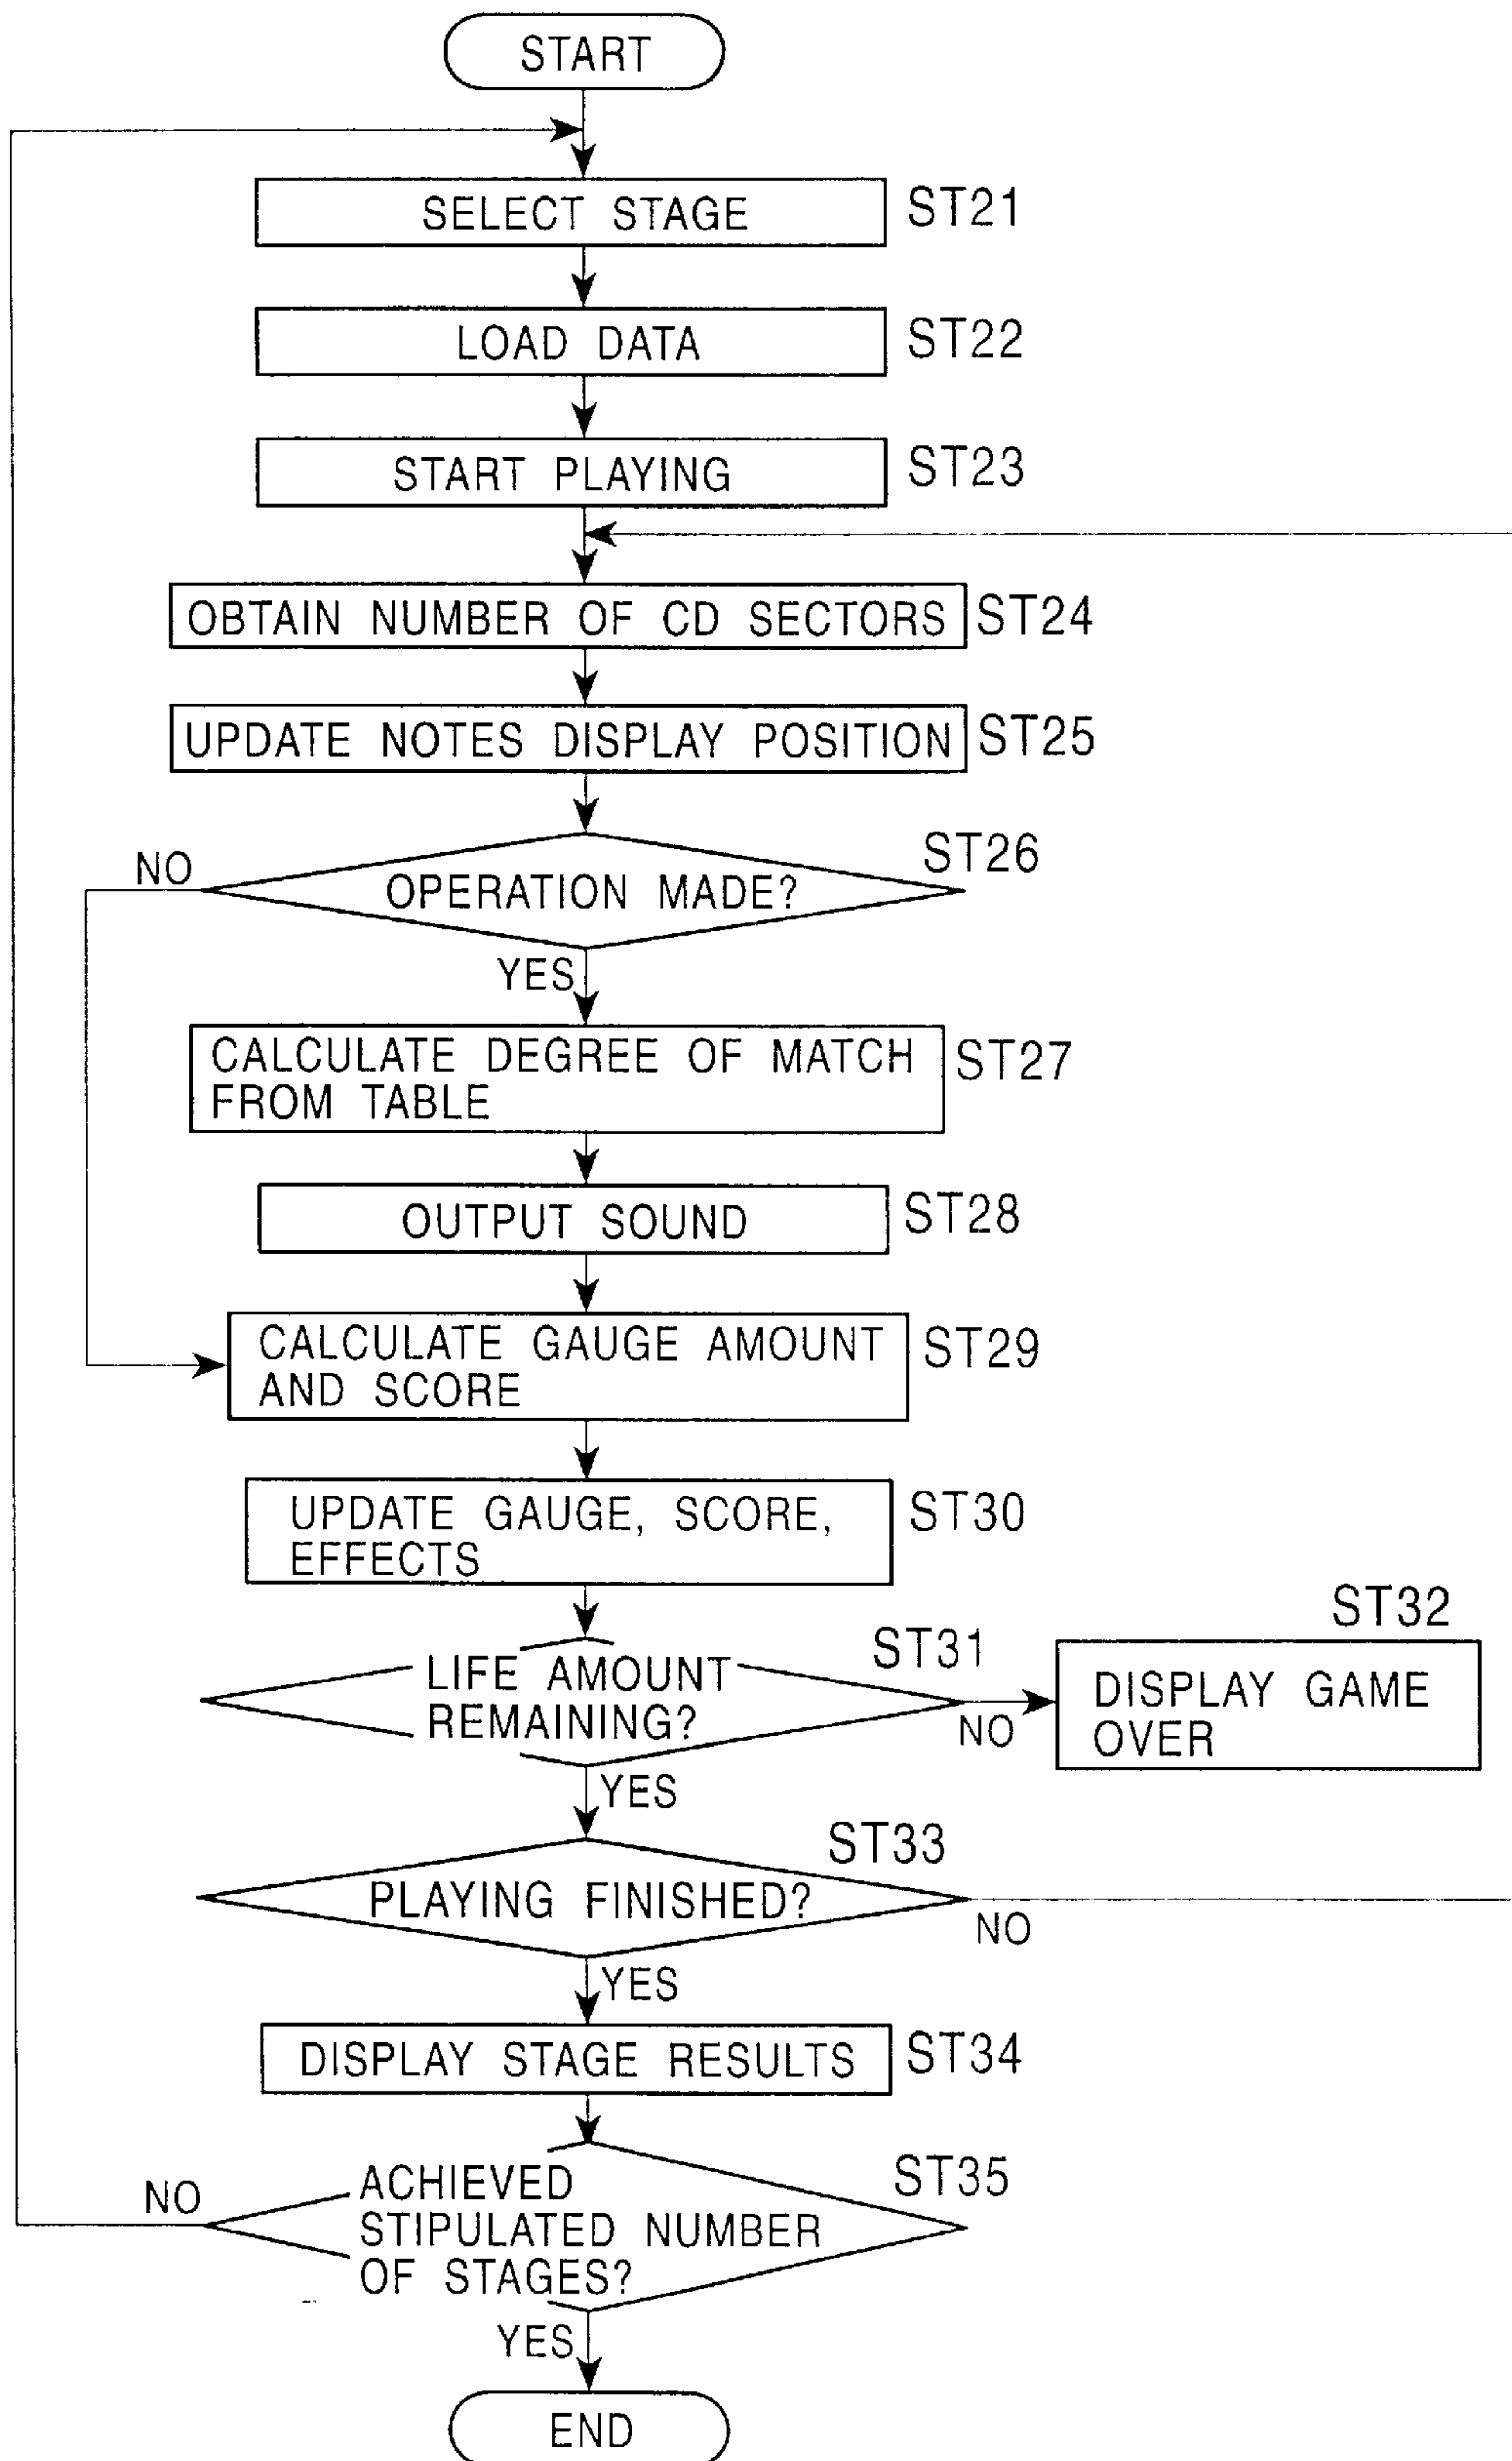 START
SELECT STAGE
ST21
LOAD DATA
ST22
START PLAYING
ST23
OBTAIN NUMBER OF CD SECTORS
ST24
UPDATE NOTES DISPLAY POSITION
ST25
NO
OPERATION MADE?
ST26
YES
CALCULATE DEGREE OF MATCH
FROM TABLE
ST27
OUTPUT SOUND
ST28
CALCULATE GAUGE AMOUNT
AND SCORE
ST29
UPDATE GAUGE, SCORE,
EFFECTS
ST30
LIFE AMOUNT
REMAINING?
ST31
NO
ST32
DISPLAY GAME
OVER
YES
ST33
PLAYING FINISHED?
NO
YES
DISPLAY STAGE RESULTS
ST34
NO
ACHIEVED
STIPULATED NUMBER
OF STAGES?
ST35
YES
END